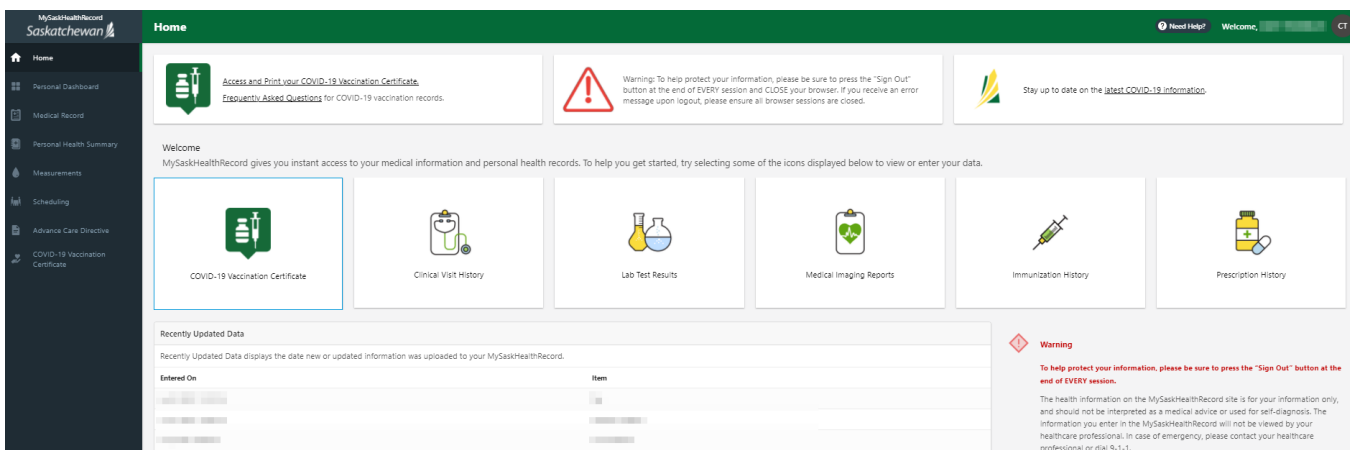 MySaskHealthRecord
Saskatchewan
Home
Need Help?
Welcome,
CT
Home
Personal Dashboard
Medical Record
Personal Health Summary
Measurements
Scheduling
Advance Care Directive
COVID-19 Vaccination
Certificate
Access and Print your COVID-19 Vaccination Certificate.
Frequently Asked Questions for COVID-19 vaccination records.
Warning: To help protect your information, please be sure to press the "Sign Out"
button at the end of EVERY session and CLOSE your browser. If you receive an error
message upon logout, please ensure all browser sessions are closed.
Stay up to date on the latest COVID-19 information.
Welcome
MySaskHealthRecord gives you instant access to your medical information and personal health records. To help you get started, try selecting some of the icons displayed below to view or enter your data.
COVID-19 Vaccination Certificate
Clinical Visit History
Lab Test Results
Medical Imaging Reports
Immunization History
Prescription History
Recently Updated Data
Recently Updated Data displays the date new or updated information was uploaded to your MySaskHealthRecord.
Entered On
Item
Warning
To help protect your information, please be sure to press the "Sign Out" button at the
end of EVERY session.
The health information on the MySaskHealthRecord site is for your information only,
and should not be interpreted as a medical advice or used for self-diagnosis. The
information you enter in the MySaskHealthRecord will not be viewed by your
healthcare professional. In case of emergency, please contact your healthcare
professional or dial 9-1-1.